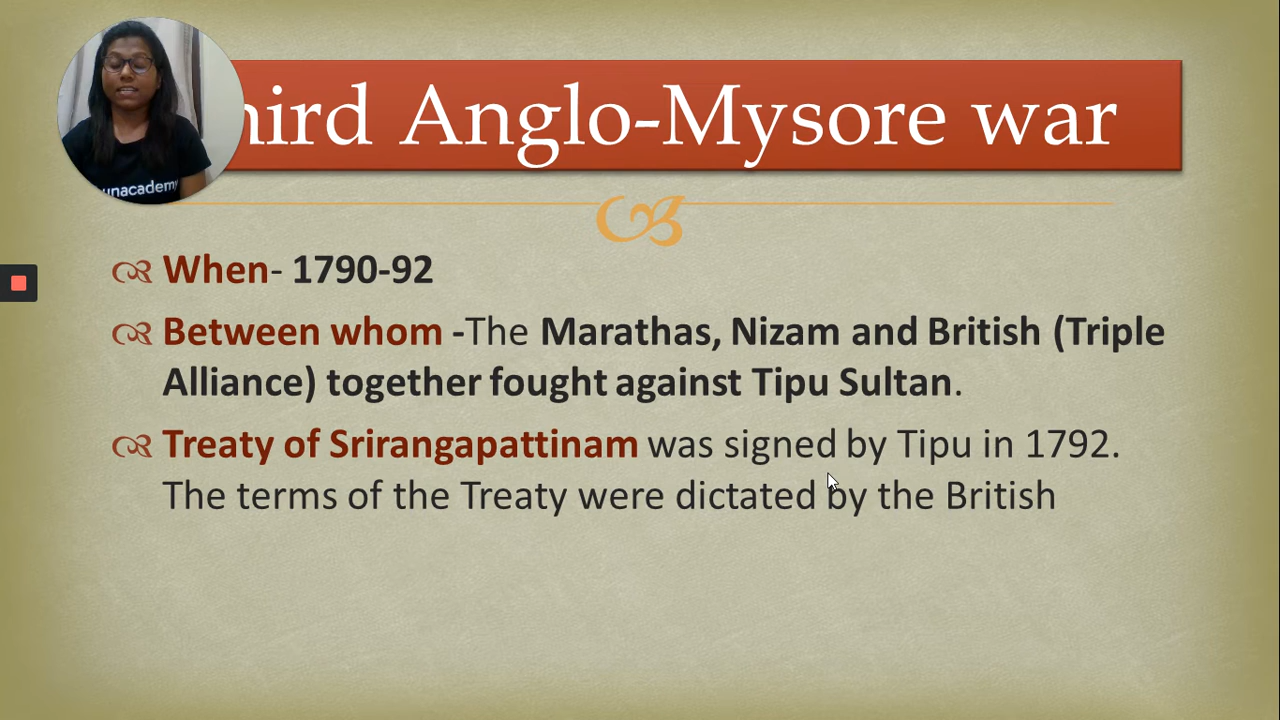 hird Anglo-Mysore war
unacademy
When- 1790-92
Between whom -The Marathas, Nizam and British (Triple
Alliance) together fought against Tipu Sultan.
Treaty of Srirangapattinam was signed by Tipu in 1792.
The terms of the Treaty were dictated by the British